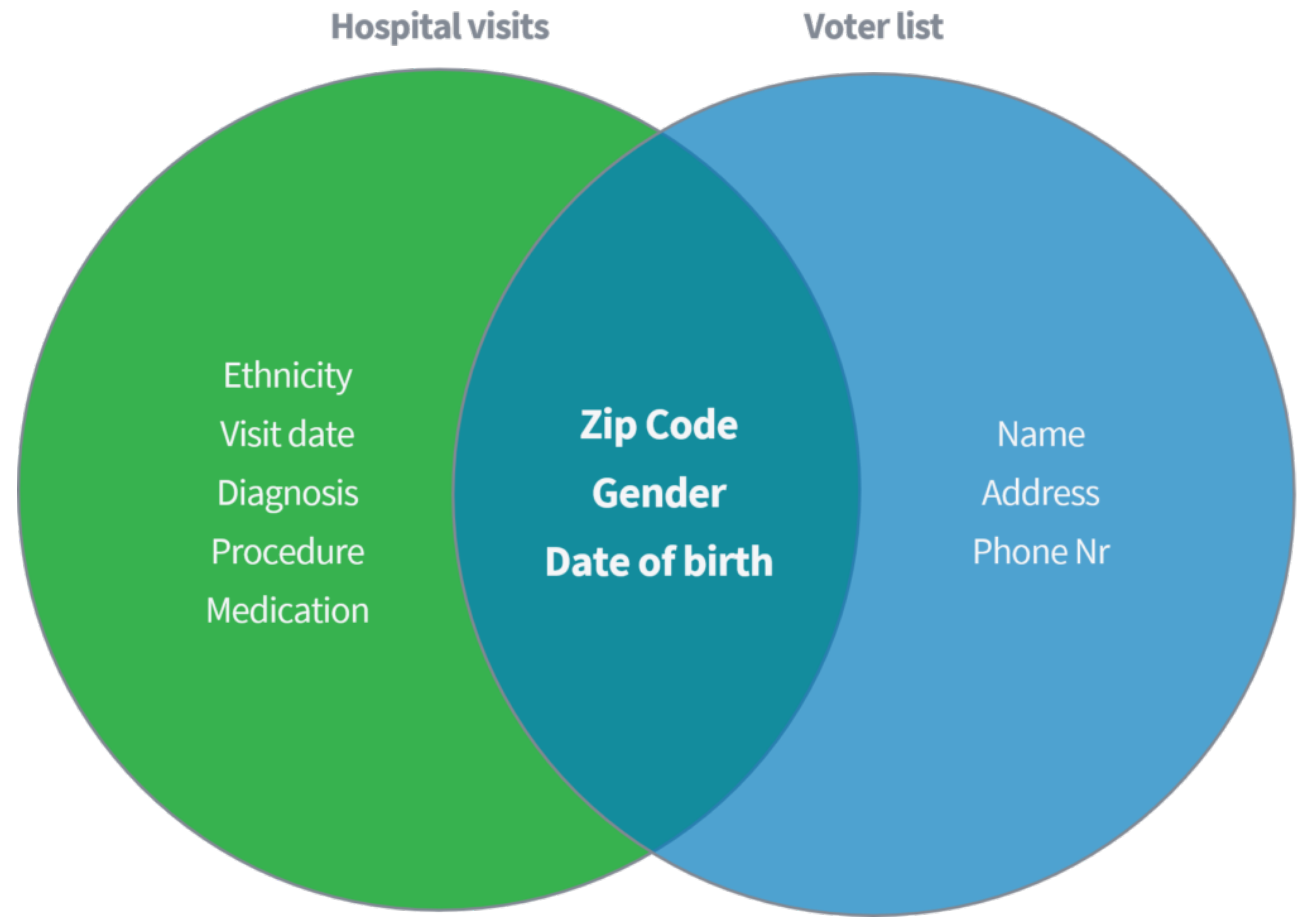 Hospital visits
Voter list
Ethnicity
Visit date
Diagnosis
Procedure
Medication
Zip Code
Gender
Date of birth
Name
Address
Phone Nr